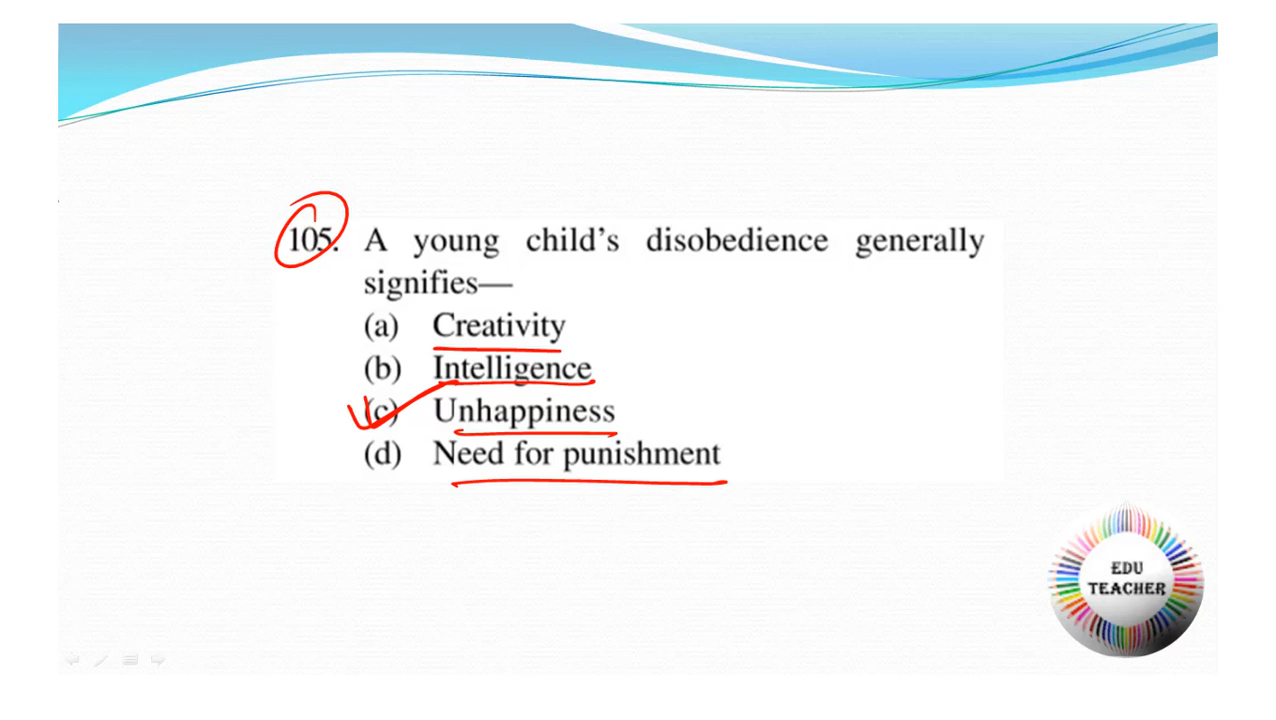 105. A young child's disobedience generally
signifies—
(a) Creativity
(b) Intelligence
(c) Unhappiness
(d) Need for punishment
EDU
TEACHER